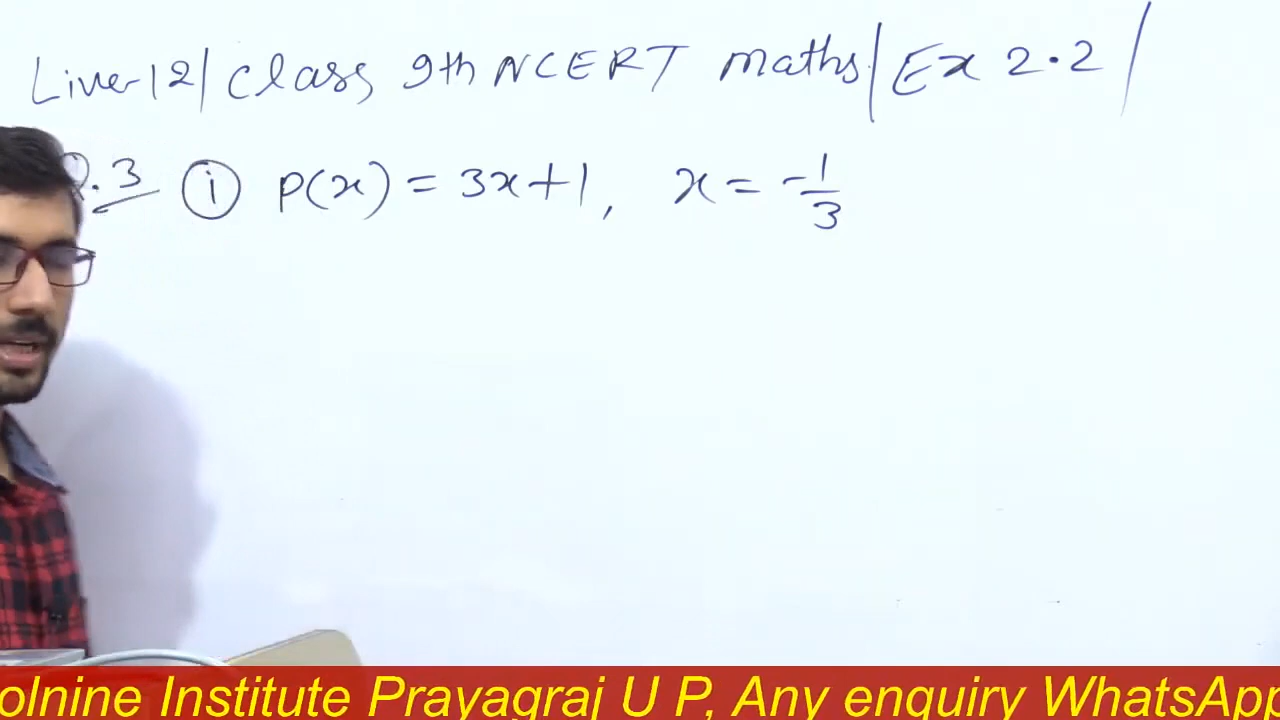 Live-12/ Class 9th NCERT maths/ Ex 2.2/
Q.3 (i) p(x) = 3x+1, x = -1/3
olnine Institute Prayagraj U P, Any enquiry WhatsApp